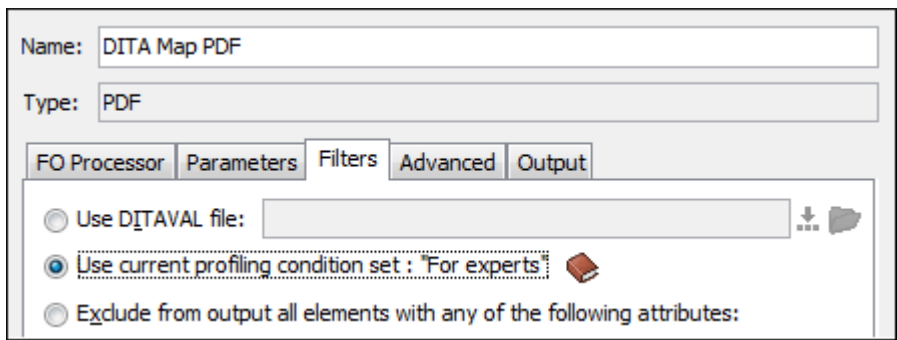 Name: DITA Map PDF
Type: PDF
FO Processor Parameters Filters Advanced Output
Use DITAVAL file:
Use current profiling condition set : "For experts"
Exclude from output all elements with any of the following attributes: